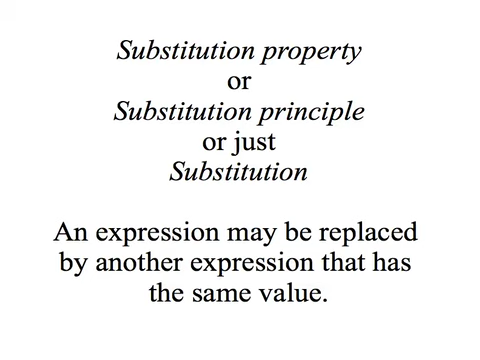 Substitution property
or
Substitution principle
or just
Substitution
An expression may be replaced
by another expression that has
the same value.